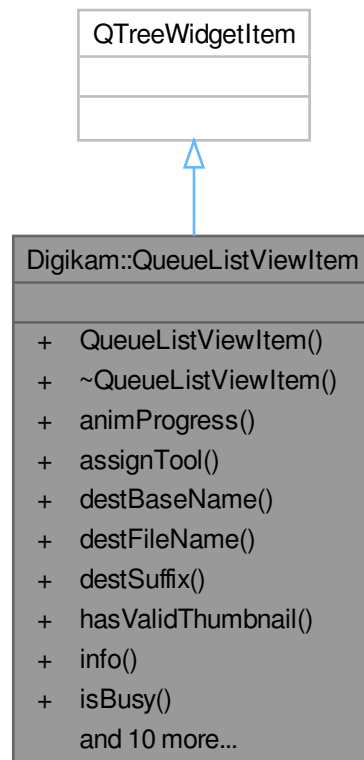 QTreeWidgetItem
Digikam::QueueListViewItem
+ QueueListViewItem()
+ ~QueueListViewItem()
+ animProgress()
+ assignTool()
+ destBaseName()
+ destFileName()
+ destSuffix()
+ hasValidThumbnail()
+ info()
+ isBusy()
and 10 more...